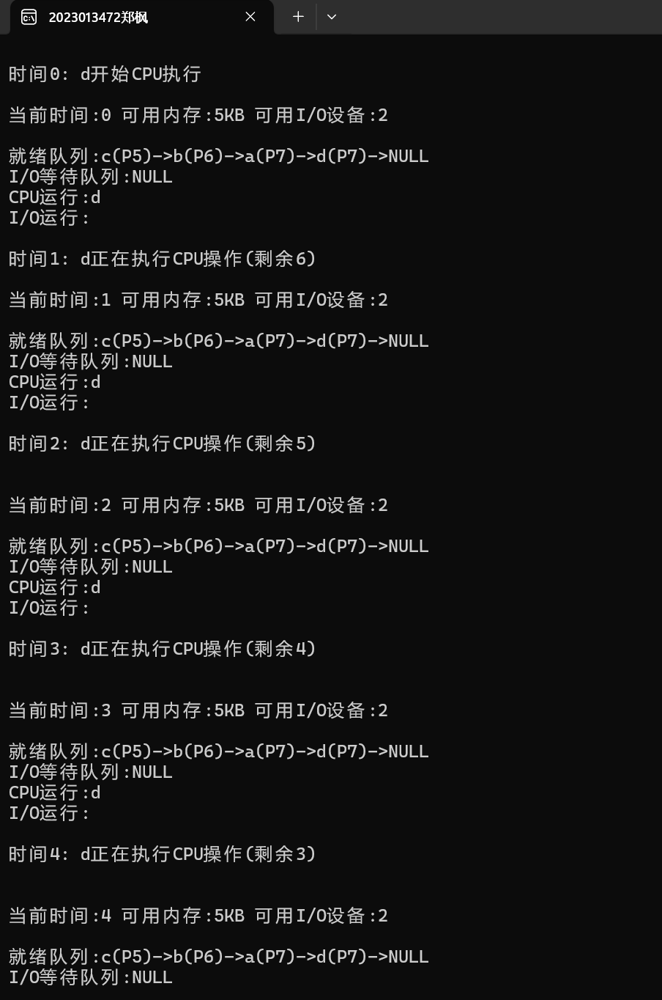 2023013472郑枫
时间0: d开始CPU执行
当前时间:0 可用内存:5KB 可用I/O设备:2
就绪队列:c(P5)->b(P6)->a(P7)->d(P7)->NULL
I/O等待队列:NULL
CPU运行:d
I/O运行:
时间1: d正在执行CPU操作(剩余6)
当前时间:1 可用内存:5KB 可用I/O设备:2
就绪队列:c(P5)->b(P6)->a(P7)->d(P7)->NULL
I/O等待队列:NULL
CPU运行:d
I/O运行:
时间2: d正在执行CPU操作(剩余5)
当前时间:2 可用内存:5KB 可用I/O设备:2
就绪队列:c(P5)->b(P6)->a(P7)->d(P7)->NULL
I/O等待队列:NULL
CPU运行:d
I/O运行:
时间3: d正在执行CPU操作(剩余4)
当前时间:3 可用内存:5KB 可用I/O设备:2
就绪队列:c(P5)->b(P6)->a(P7)->d(P7)->NULL
I/O等待队列:NULL
CPU运行:d
I/O运行:
时间4: d正在执行CPU操作(剩余3)
当前时间:4 可用内存:5KB 可用I/O设备:2
就绪队列:c(P5)->b(P6)->a(P7)->d(P7)->NULL
I/O等待队列:NULL